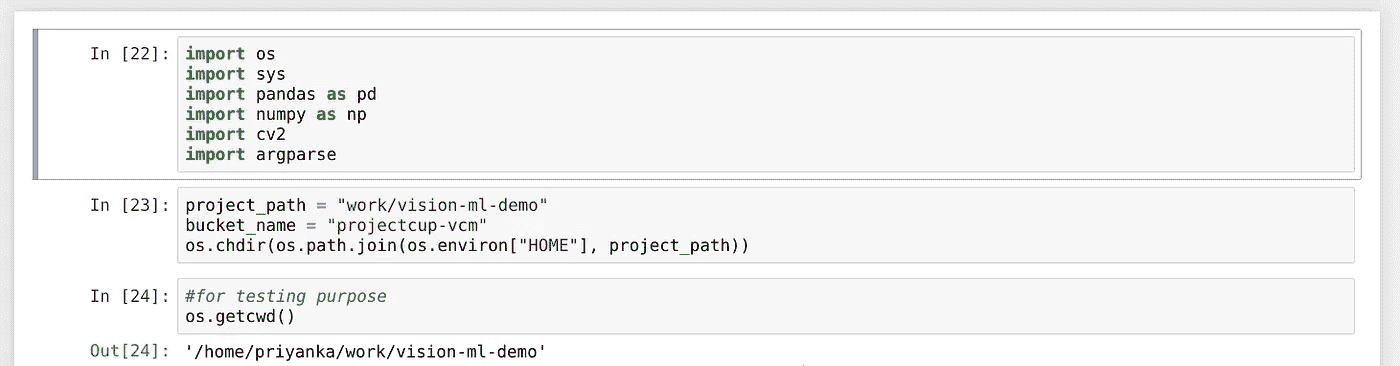 In [22]: import os
import sys
import pandas as pd
import numpy as np
import cv2
import argparse
In [23]: project_path = "work/vision-ml-demo"
bucket_name = "projectcup-vcm"
os.chdir(os.path.join(os.environ["HOME"], project_path))
In [24]: #for testing purpose
os.getcwd()
Out[24]: '/home/priyanka/work/vision-ml-demo'